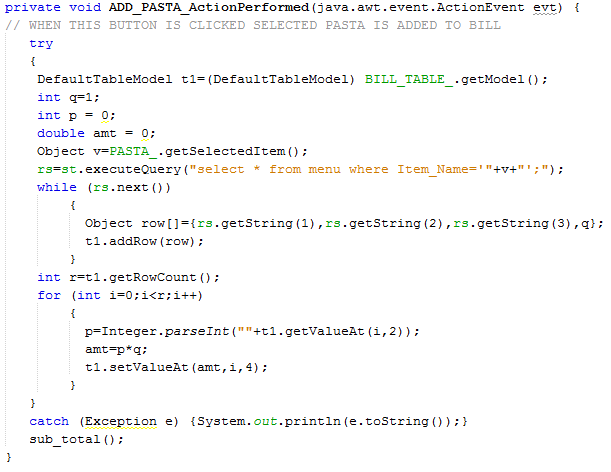 private void ADD_PASTA_ActionPerformed(java.awt.event.ActionEvent evt) {
// WHEN THIS BUTTON IS CLICKED SELECTED PASTA IS ADDED TO BILL
try
{
DefaultTableModel t1=(DefaultTableModel) BILL_TABLE_.getModel();
int q=1;
int p = 0;
double amt = 0;
Object v=PASTA_.getSelectedItem();
rs=st.executeQuery("select * from menu where Item_Name='"+v+"';");
while (rs.next())
{
Object row[]={rs.getString(1),rs.getString(2),rs.getString(3),q};
t1.addRow(row);
}
int r=t1.getRowCount();
for (int i=0;i<r;i++)
{
p=Integer.parseInt(""+t1.getValueAt(i,2));
amt=p*q;
t1.setValueAt(amt,i,4);
}
}
catch (Exception e) {System.out.println(e.toString());}
sub_total();
}